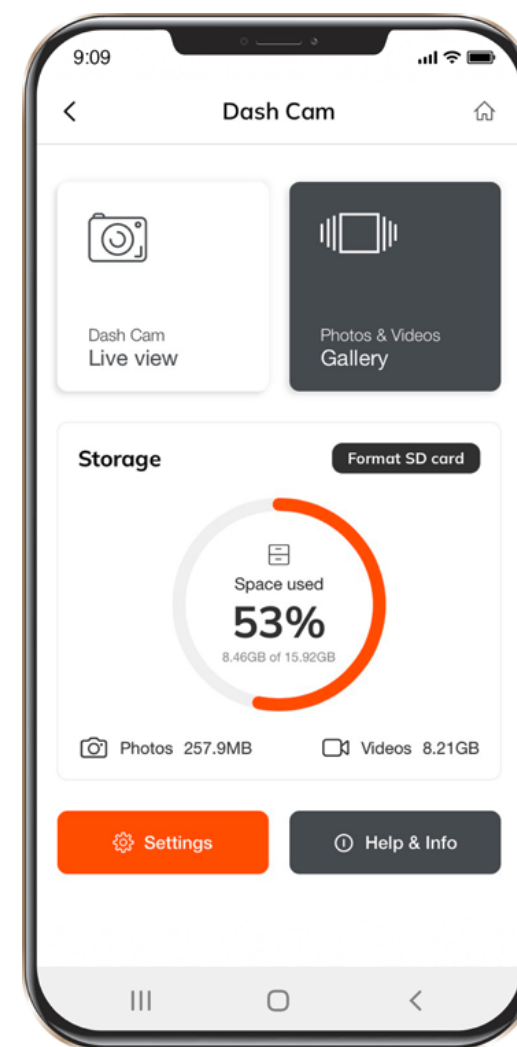 9:09
Dash Cam
Dash Cam
Live view
Photos & Videos
Gallery
Storage
Format SD card
Space used
53%
8.46GB of 15.92GB
Photos 257.9MB
Videos 8.21GB
Settings
Help & Info